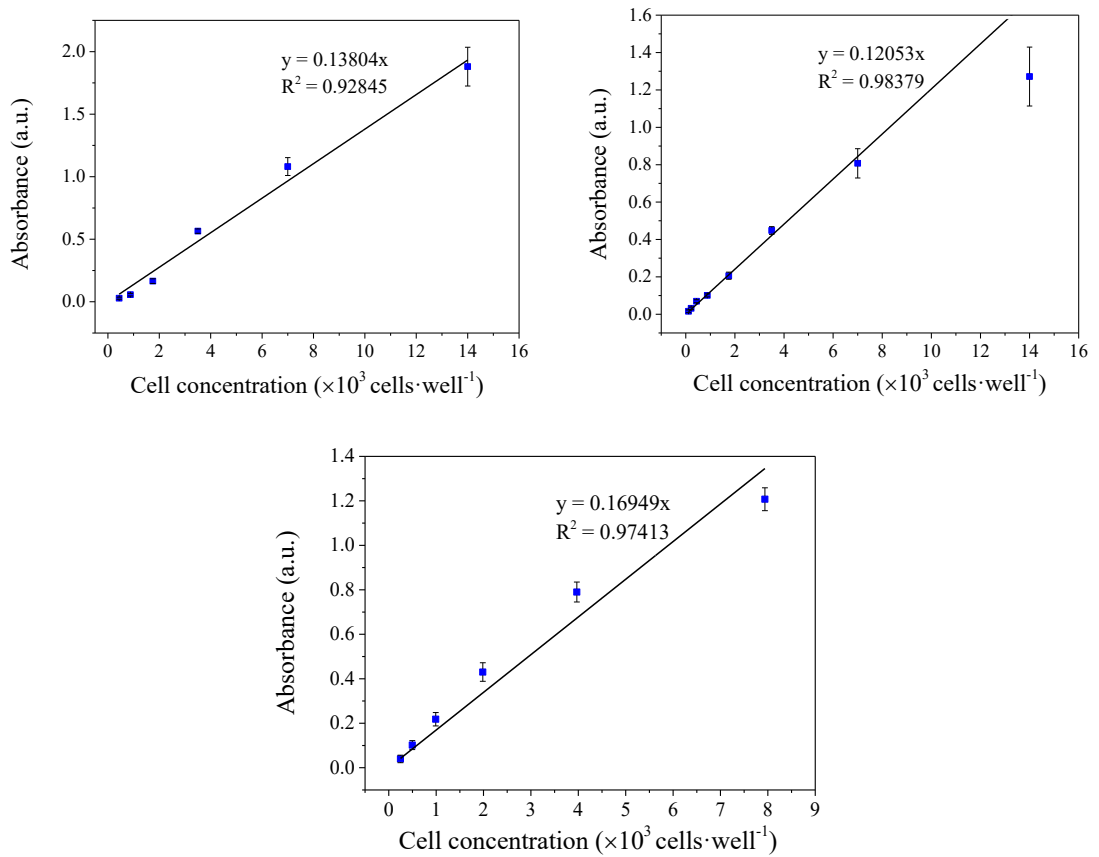 y = 0.13804x
R² = 0.92845
Absorbance (a.u.)
2.0
1.5
1.0
0.5
0.0
0 2 4 6 8 10 12 14 16
Cell concentration (×10³ cells·well⁻¹)
y = 0.12053x
R² = 0.98379
Absorbance (a.u.)
1.6
1.4
1.2
1.0
0.8
0.6
0.4
0.2
0.0
0 2 4 6 8 10 12 14 16
Cell concentration (×10³ cells·well⁻¹)
y = 0.16949x
R² = 0.97413
Absorbance (a.u.)
1.4
1.2
1.0
0.8
0.6
0.4
0.2
0.0
0 1 2 3 4 5 6 7 8 9
Cell concentration (×10³ cells·well⁻¹)